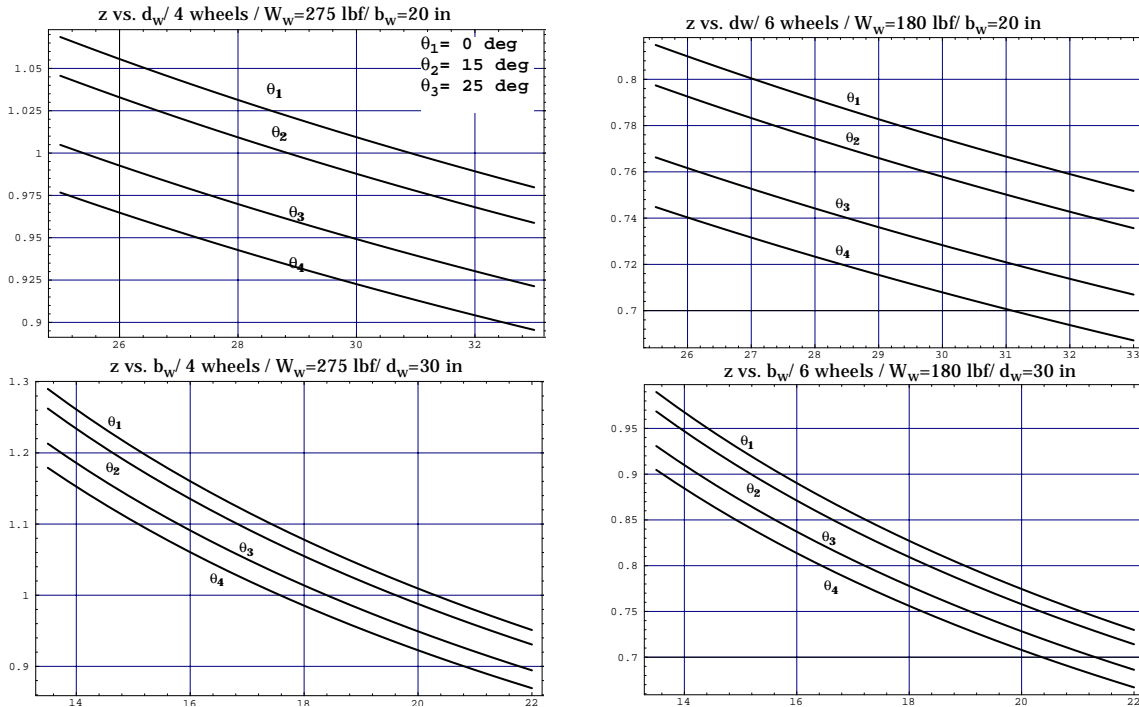 z vs. dw/ 4 wheels / Ww=275 lbf/ bw=20 in
θ1= 0 deg
θ2= 15 deg
θ3= 25 deg
1.05
1.025
1
0.975
0.95
0.925
0.9
θ1
θ2
θ3
θ4
26
28
30
32
z vs. dw/ 6 wheels / Ww=180 lbf/ bw=20 in
0.8
0.78
0.76
0.74
0.72
0.7
θ1
θ2
θ3
θ4
26
27
28
29
30
31
32
33
z vs. bw/ 4 wheels / Ww=275 lbf/ dw=30 in
1.3
1.2
1.1
1
0.9
θ1
θ2
θ3
θ4
14
16
18
20
22
z vs. bw/ 6 wheels / Ww=180 lbf/ dw=30 in
0.95
0.9
0.85
0.8
0.75
0.7
θ1
θ2
θ3
θ4
14
16
18
20
22